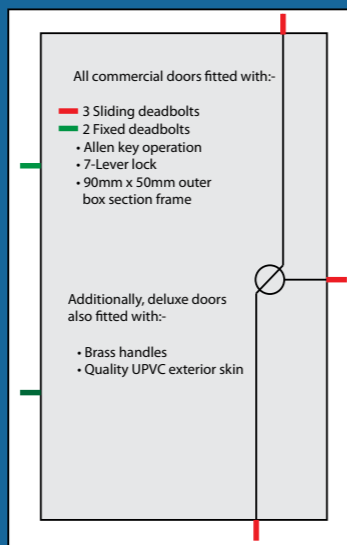 All commercial doors fitted with:-
3 Sliding deadbolts
2 Fixed deadbolts
• Allen key operation
• 7-Lever lock
• 90mm x 50mm outer
box section frame
Additionally, deluxe doors
also fitted with:-
• Brass handles
• Quality UPVC exterior skin